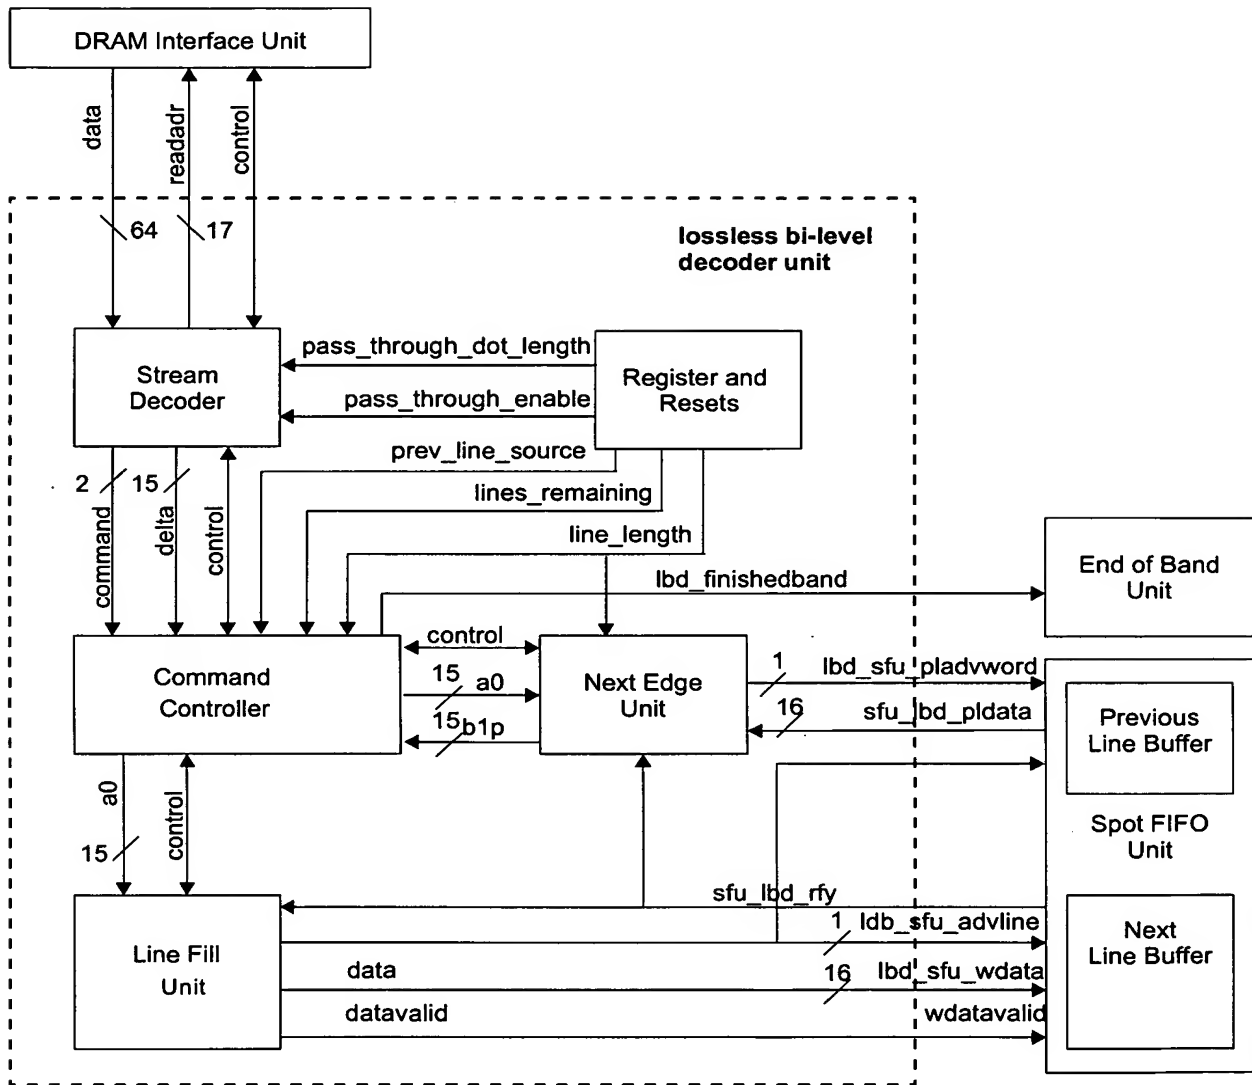 DRAM Interface Unit
data
readadr
control
64
17
lossless bi-level
decoder unit
Stream
Decoder
pass_through_dot_length
pass_through_enable
Register and
Resets
prev_line_source
lines_remaining
line_length
2
15
command
delta
control
lbd_finishedband
End of Band
Unit
Command
Controller
control
15
a0
15
b1p
Next Edge
Unit
1
lbd_sfu_pladvword
16
sfu_lbd_pldata
Previous
Line Buffer
Spot FIFO
Unit
a0
15
control
sfu_lbd_rfy
1
ldb_sfu_advline
Line Fill
Unit
data
16
lbd_sfu_wdata
datavalid
wdatavalid
Next
Line Buffer